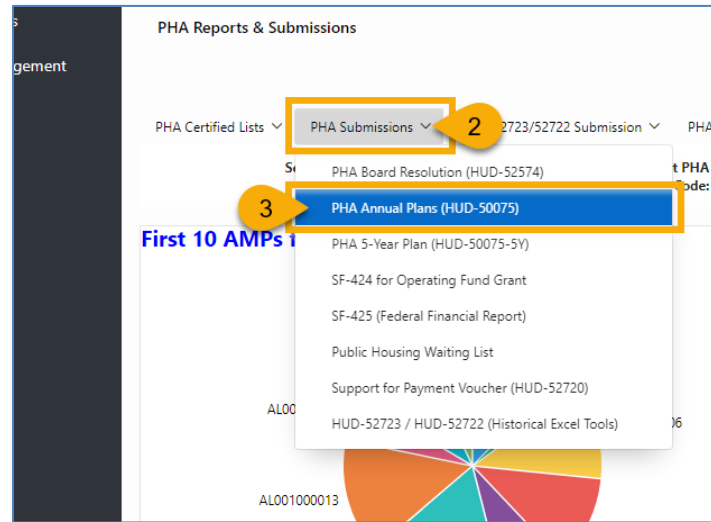 s
PHA Reports & Submissions
gement
PHA Certified Lists
PHA Submissions
2
2723/52722 Submission
PHA
Se
PHA Board Resolution (HUD-52574)
t PHA
Code:
3
PHA Annual Plans (HUD-50075)
First 10 AMPs f
PHA 5-Year Plan (HUD-50075-5Y)
SF-424 for Operating Fund Grant
SF-425 (Federal Financial Report)
Public Housing Waiting List
Support for Payment Voucher (HUD-52720)
AL00
HUD-52723 / HUD-52722 (Historical Excel Tools)
06
AL001000013